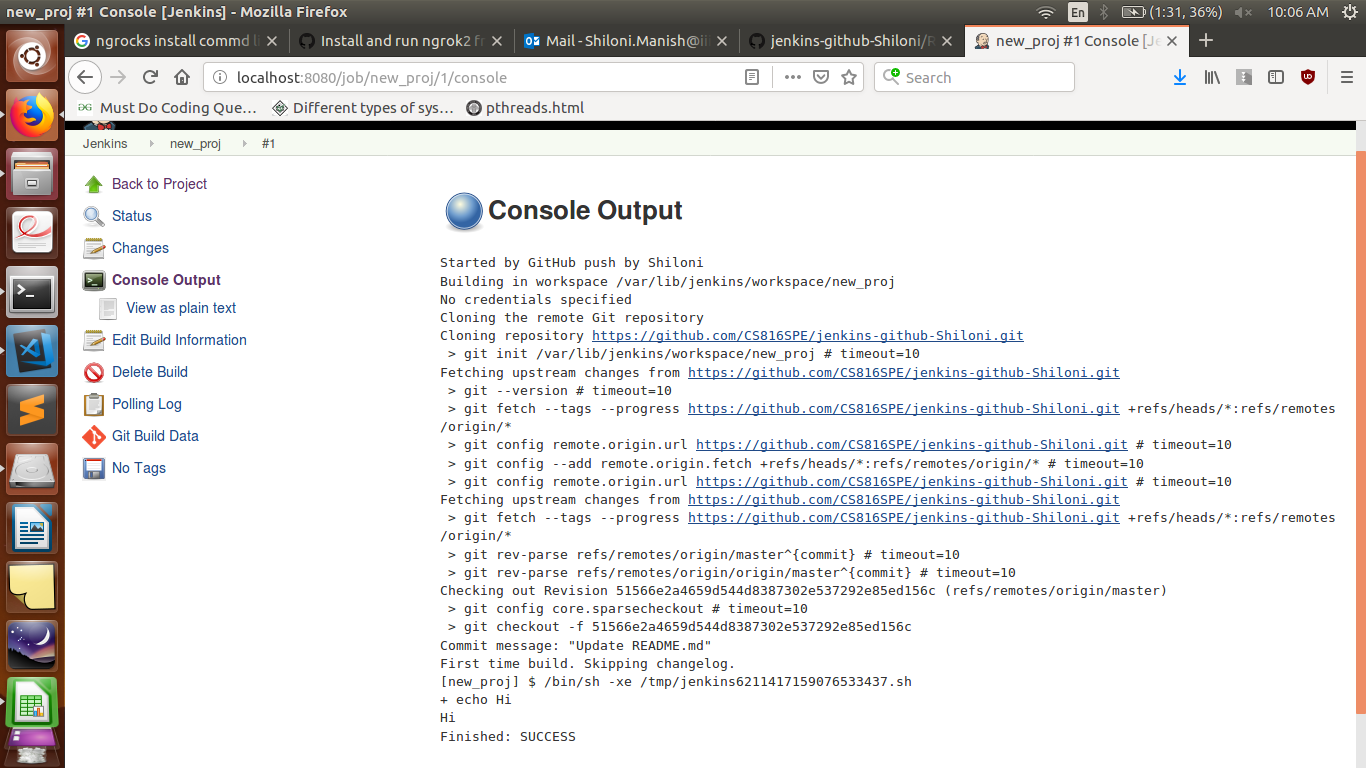 new_proj #1 Console [Jenkins] - Mozilla Firefox
En
(1:31, 36%)
10:06 AM
ngrocks install commd li
Install and run ngrok2 fr
Mail - Shiloni.Manish@iii
jenkins-github-Shiloni/R
new_proj #1 Console [Je
localhost:8080/job/new_proj/1/console
Search
Must Do Coding Que…
Different types of sys…
pthreads.html
Jenkins
new_proj
#1
Back to Project
Status
Changes
Console Output
View as plain text
Edit Build Information
Delete Build
Polling Log
Git Build Data
No Tags
Console Output
Started by GitHub push by Shiloni
Building in workspace /var/lib/jenkins/workspace/new_proj
No credentials specified
Cloning the remote Git repository
Cloning repository https://github.com/CS816SPE/jenkins-github-Shiloni.git
> git init /var/lib/jenkins/workspace/new_proj # timeout=10
Fetching upstream changes from https://github.com/CS816SPE/jenkins-github-Shiloni.git
> git --version # timeout=10
> git fetch --tags --progress https://github.com/CS816SPE/jenkins-github-Shiloni.git +refs/heads/*:refs/remotes
/origin/*
> git config remote.origin.url https://github.com/CS816SPE/jenkins-github-Shiloni.git # timeout=10
> git config --add remote.origin.fetch +refs/heads/*:refs/remotes/origin/* # timeout=10
> git config remote.origin.url https://github.com/CS816SPE/jenkins-github-Shiloni.git # timeout=10
Fetching upstream changes from https://github.com/CS816SPE/jenkins-github-Shiloni.git
> git fetch --tags --progress https://github.com/CS816SPE/jenkins-github-Shiloni.git +refs/heads/*:refs/remotes
/origin/*
> git rev-parse refs/remotes/origin/master^{commit} # timeout=10
> git rev-parse refs/remotes/origin/origin/master^{commit} # timeout=10
Checking out Revision 51566e2a4659d544d8387302e537292e85ed156c (refs/remotes/origin/master)
> git config core.sparsecheckout # timeout=10
> git checkout -f 51566e2a4659d544d8387302e537292e85ed156c
Commit message: "Update README.md"
First time build. Skipping changelog.
[new_proj] $ /bin/sh -xe /tmp/jenkins6211417159076533437.sh
+ echo Hi
Hi
Finished: SUCCESS